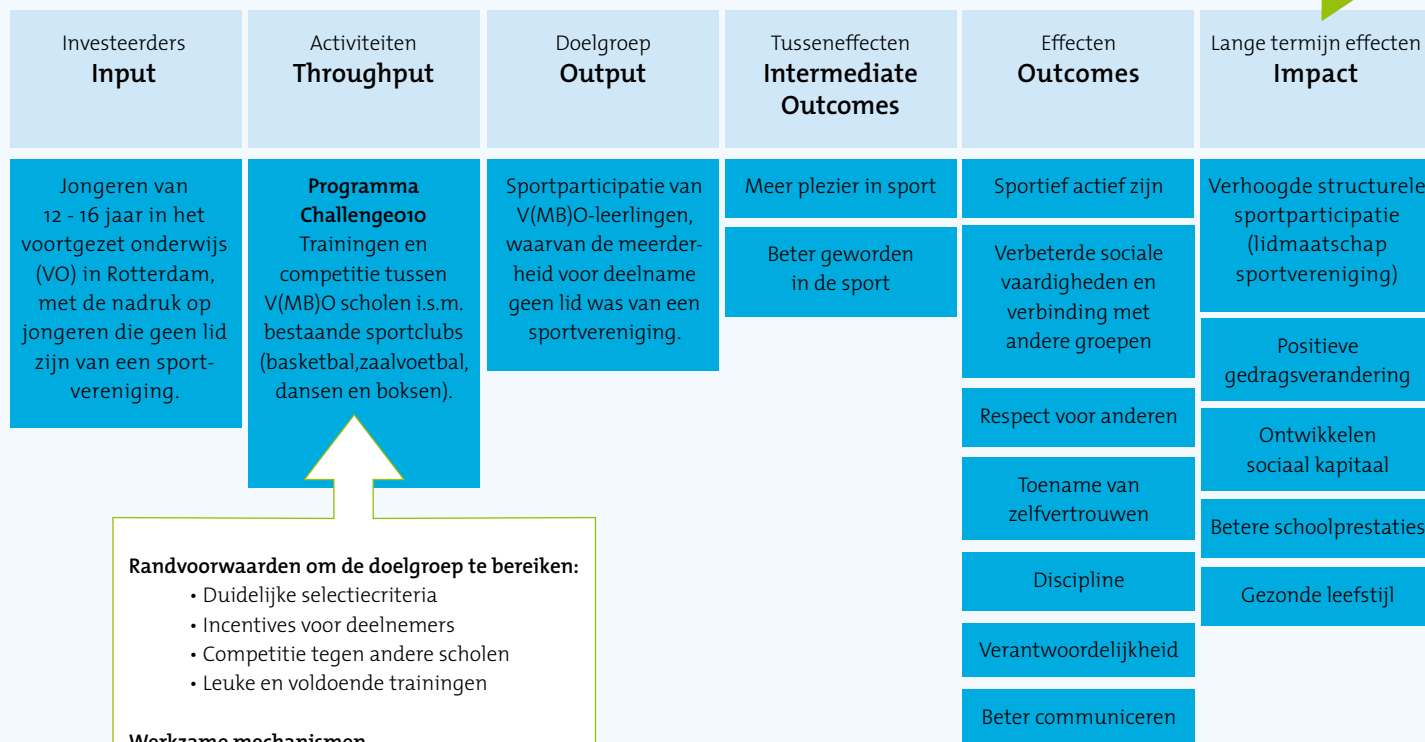 Investeerders
Input
Activiteiten
Throughput
Doelgroep
Output
Tusseneffecten
Intermediate
Outcomes
Effecten
Outcomes
Lange termijn effecten
Impact
Jongeren van
12 - 16 jaar in het
voortgezet onderwijs
(VO) in Rotterdam,
met de nadruk op
jongeren die geen lid
zijn van een sport-
vereniging.
Programma
Challenge010
Trainingen en
competitie tussen
V(MB)O scholen i.s.m.
bestaande sportclubs
(basketbal,zaalvoetbal,
dansen en boksen).
Sportparticipatie van
V(MB)O-leerlingen,
waarvan de meerder-
heid voor deelname
geen lid was van een
sportvereniging.
Meer plezier in sport
Beter geworden
in de sport
Sportief actief zijn
Verbeterde sociale
vaardigheden en
verbinding met
andere groepen
Respect voor anderen
Toename van
zelfvertrouwen
Discipline
Verantwoordelijkheid
Beter communiceren
Verhoogde structurele
sportparticipatie
(lidmaatschap
sportvereniging)
Positieve
gedragsverandering
Ontwikkelen
sociaal kapitaal
Betere schoolprestaties
Gezonde leefstijl
Randvoorwaarden om de doelgroep te bereiken:
• Duidelijke selectiecriteria
• Incentives voor deelnemers
• Competitie tegen andere scholen
• Leuke en voldoende trainingen
Werkzame mechanismen